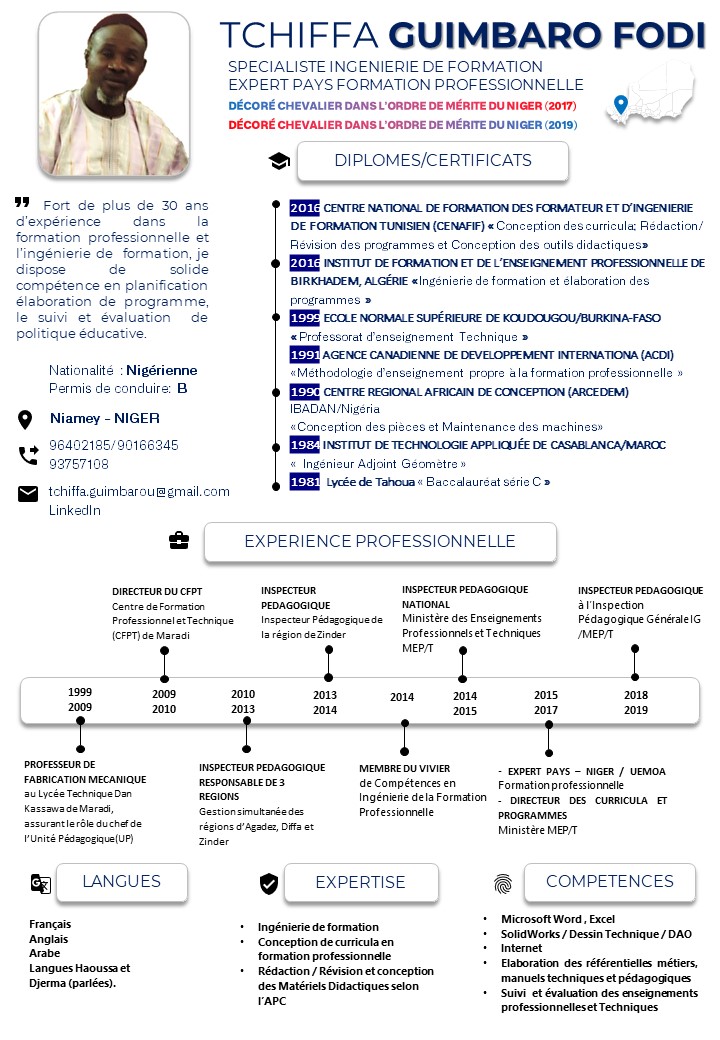 TCHIFFA GUIMBARO FODI
SPECIALISTE INGENIERIE DE FORMATION
EXPERT PAYS FORMATION PROFESSIONNELLE
DÉCORÉ CHEVALIER DANS L'ORDRE DE MÉRITE DU NIGER (2017)
DÉCORÉ CHEVALIER DANS L'ORDRE DE MÉRITE DU NIGER (2019)
DIPLOMES/CERTIFICATS
Fort de plus de 30 ans
d'expérience dans la
formation professionnelle et
l'ingénierie de formation, je
dispose de solide
compétence en planification
élaboration de programme,
le suivi et évaluation de
politique éducative.
Nationalité : Nigérienne
Permis de conduire: B
Niamey - NIGER
96402185/90166345
93757108
tchiffa.guimbarou@gmail.com
LinkedIn
2016 CENTRE NATIONAL DE FORMATION DES FORMATEUR ET D'INGENIERIE
DE FORMATION TUNISIEN (CENAFIF) « Conception des curricula; Rédaction/
Révision des programmes et Conception des outils didactiques»
2016 INSTITUT DE FORMATION ET DE L'ENSEIGNEMENT PROFESSIONNELLE DE
BIRKHADEM, ALGÉRIE «Ingénierie de formation et élaboration des
programmes »
1999 ECOLE NORMALE SUPÉRIEURE DE KOUDOUGOU/BURKINA-FASO
« Professorat d'enseignement Technique »
1991 AGENCE CANADIENNE DE DEVELOPPEMENT INTERNATIONA (ACDI)
«Méthodologie d'enseignement propre à la formation professionnelle »
1990 CENTRE REGIONAL AFRICAIN DE CONCEPTION (ARCEDEM)
IBADAN/Nigéria
«Conception des pièces et Maintenance des machines»
1984 INSTITUT DE TECHNOLOGIE APPLIQUÉE DE CASABLANCA/MAROC
« Ingénieur Adjoint Géomètre »
1981 Lycée de Tahoua « Baccalauréat série C »
EXPERIENCE PROFESSIONNELLE
DIRECTEUR DU CFPT
Centre de Formation
Professionnel et Technique
(CFPT) de Maradi
INSPECTEUR
PEDAGOGIQUE
Inspecteur Pédagogique de
la région de Zinder
INSPECTEUR PEDAGOGIQUE
NATIONAL
Ministère des Enseignements
Professionnels et Techniques
MEP/T
INSPECTEUR PEDAGOGIQUE
à l'Inspection
Pédagogique Générale IG
/MEP/T
1999
2009
2009
2010
2010
2013
2013
2014
2014
2014
2015
2015
2017
2018
2019
PROFESSEUR DE
FABRICATION MECANIQUE
au Lycée Technique Dan
Kassawa de Maradi,
assurant le rôle du chef de
l'Unité Pédagogique(UP)
INSPECTEUR PEDAGOGIQUE
RESPONSABLE DE 3
REGIONS
Gestion simultanée des
régions d'Agadez, Diffa et
Zinder
MEMBRE DU VIVIER
de Compétences en
Ingénierie de la Formation
Professionnelle
- EXPERT PAYS – NIGER / UEMOA
Formation professionnelle
- DIRECTEUR DES CURRICULA ET
PROGRAMMES
Ministère MEP/T
LANGUES
Français
Anglais
Arabe
Langues Haoussa et
Djerma (parlées).
EXPERTISE
• Ingénierie de formation
• Conception de curricula en
formation professionnelle
• Rédaction / Révision et conception
des Matériels Didactiques selon
l'APC
COMPETENCES
• Microsoft Word , Excel
• SolidWorks / Dessin Technique / DAO
• Internet
• Elaboration des référentielles métiers,
manuels techniques et pédagogiques
• Suivi et évaluation des enseignements
professionnelles et Techniques